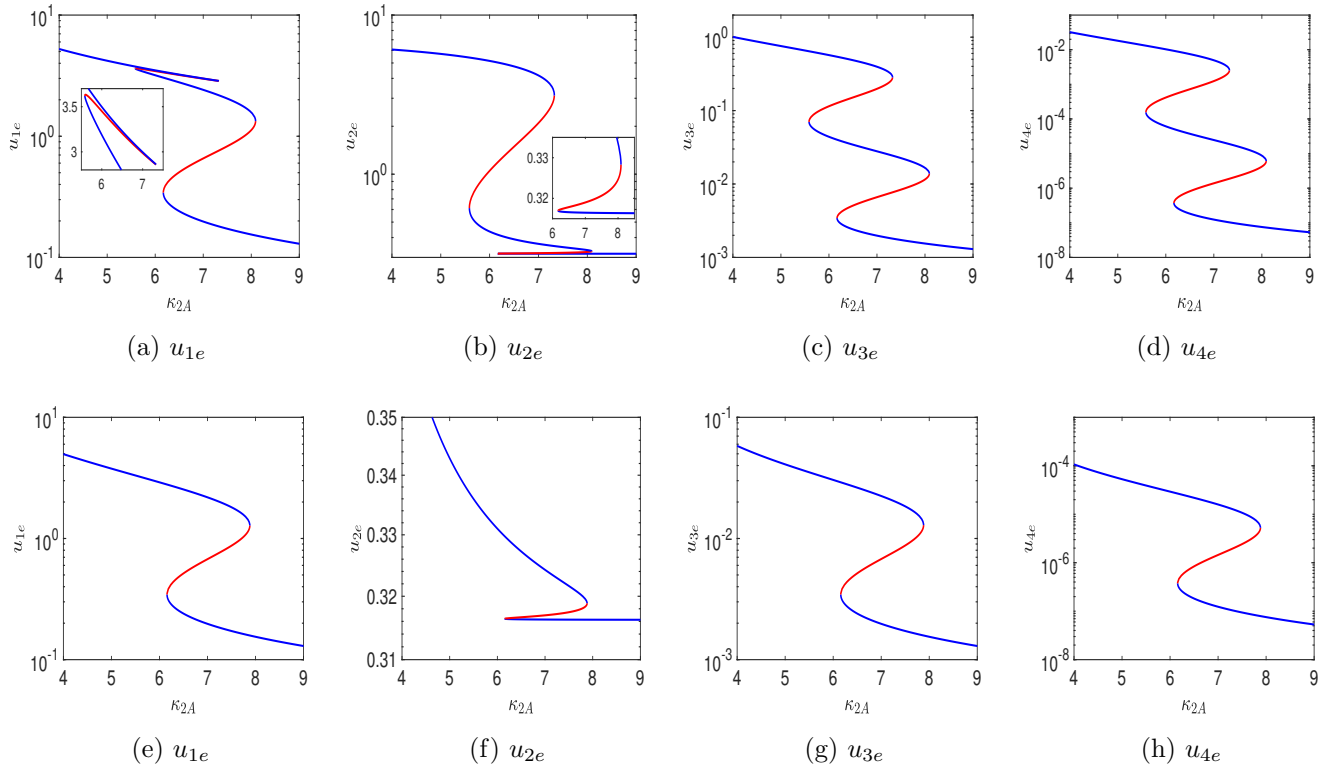 10^1
10^0
10^-1
u_{1e}
3.5
3
6
7
4 5 6 7 8 9
κ_{2A}
(a) u_{1e}
10^1
10^0
u_{2e}
0.33
0.32
6 7 8
4 5 6 7 8 9
κ_{2A}
(b) u_{2e}
10^0
10^-1
10^-2
10^-3
u_{3e}
4 5 6 7 8 9
κ_{2A}
(c) u_{3e}
10^-2
10^-4
10^-6
10^-8
u_{4e}
4 5 6 7 8 9
κ_{2A}
(d) u_{4e}
10^1
10^0
10^-1
u_{1e}
4 5 6 7 8 9
κ_{2A}
(e) u_{1e}
0.35
0.34
0.33
0.32
0.31
u_{2e}
4 5 6 7 8 9
κ_{2A}
(f) u_{2e}
10^-1
10^-2
10^-3
u_{3e}
4 5 6 7 8 9
κ_{2A}
(g) u_{3e}
10^-4
10^-6
10^-8
u_{4e}
4 5 6 7 8 9
κ_{2A}
(h) u_{4e}